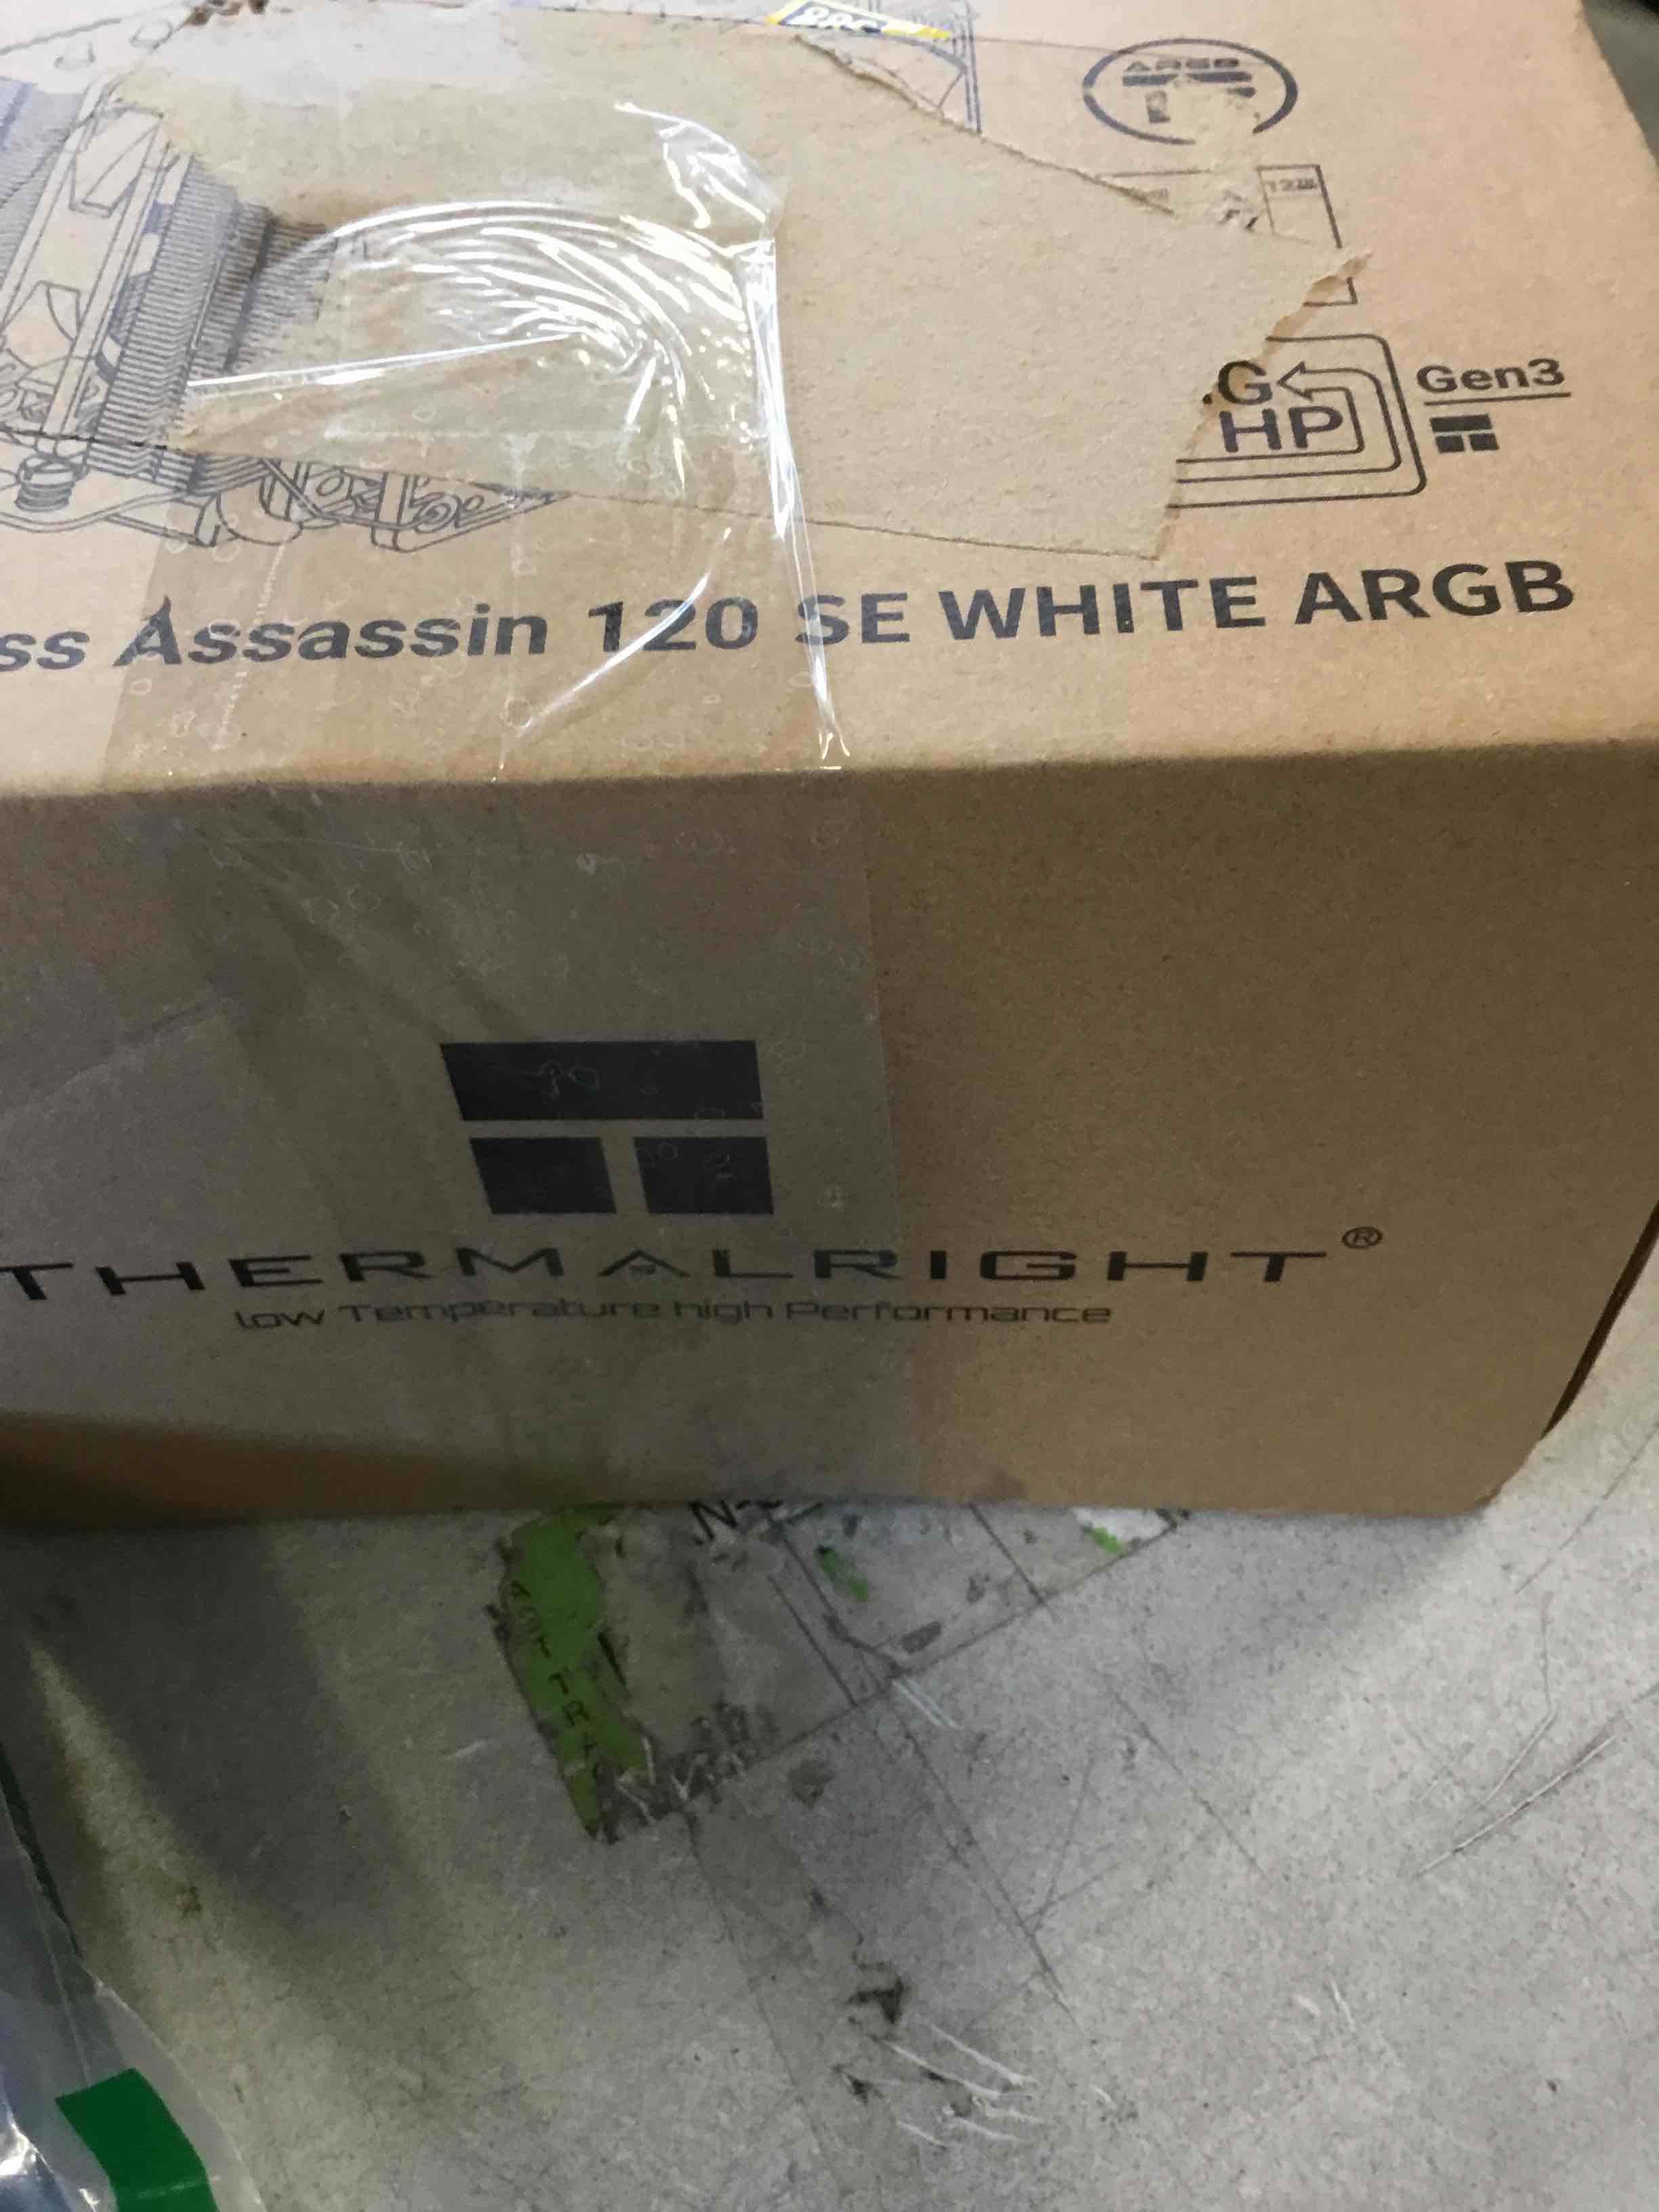 ARGB
.G
HP
Gen3
ss Assassin 120 SE WHITE ARGB
THERMALRIGHT®
Low Temperature high Performance